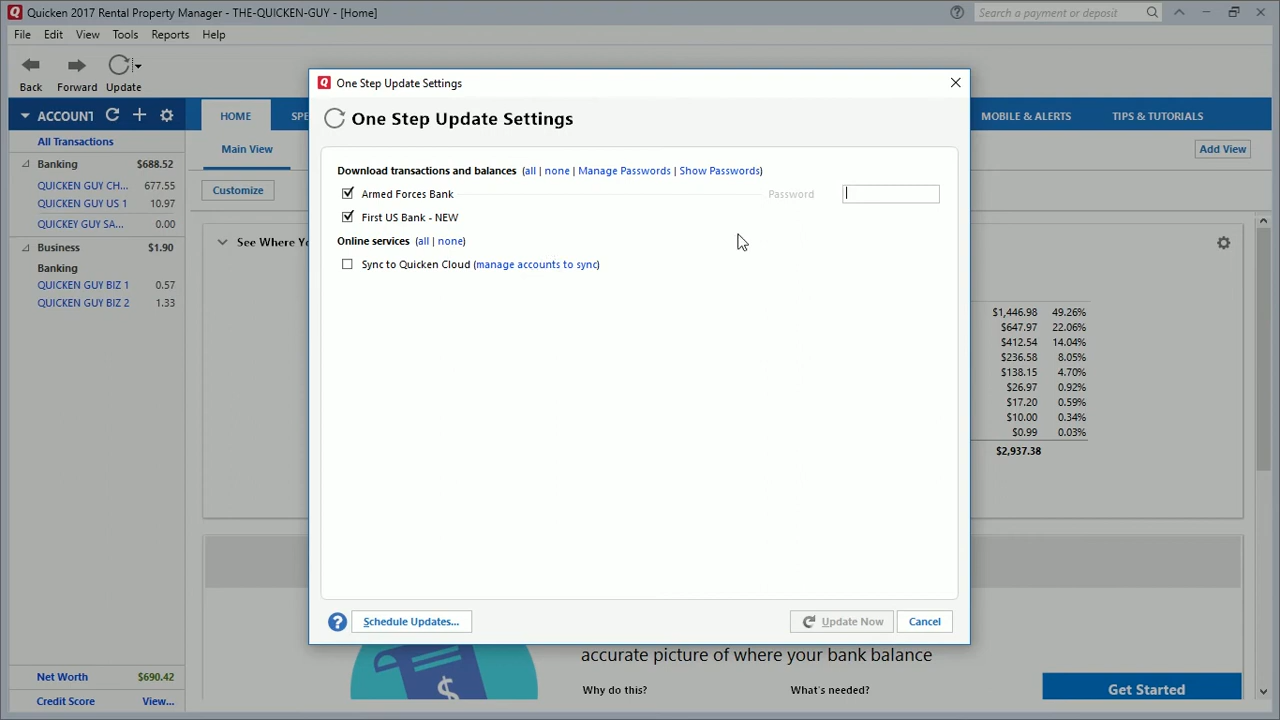 Quicken 2017 Rental Property Manager - THE-QUICKEN-GUY - [Home]
Search a payment or deposit
File Edit View Tools Reports Help
Back Forward Update
ACCOUNT
HOME
SPE
MOBILE & ALERTS
TIPS & TUTORIALS
All Transactions
Main View
Add View
Banking $688.52
QUICKEN GUY CH... 677.55
QUICKEN GUY US 1 10.97
QUICKEY GUY SA... 0.00
Business $1.90
Banking
QUICKEN GUY BIZ 1 0.57
QUICKEN GUY BIZ 2 1.33
Customize
See Where Yo
One Step Update Settings
One Step Update Settings
Download transactions and balances (all | none | Manage Passwords | Show Passwords)
Armed Forces Bank Password
First US Bank - NEW
Online services (all | none)
Sync to Quicken Cloud (manage accounts to sync)
? Schedule Updates... Update Now Cancel
$1,446.98 49.26%
$647.97 22.06%
$412.54 14.04%
$236.58 8.05%
$138.15 4.70%
$26.97 0.92%
$17.20 0.59%
$10.00 0.34%
$0.99 0.03%
$2,937.38
accurate picture of where your bank balance
Why do this? What's needed?
Get Started
Net Worth $690.42
Credit Score View...